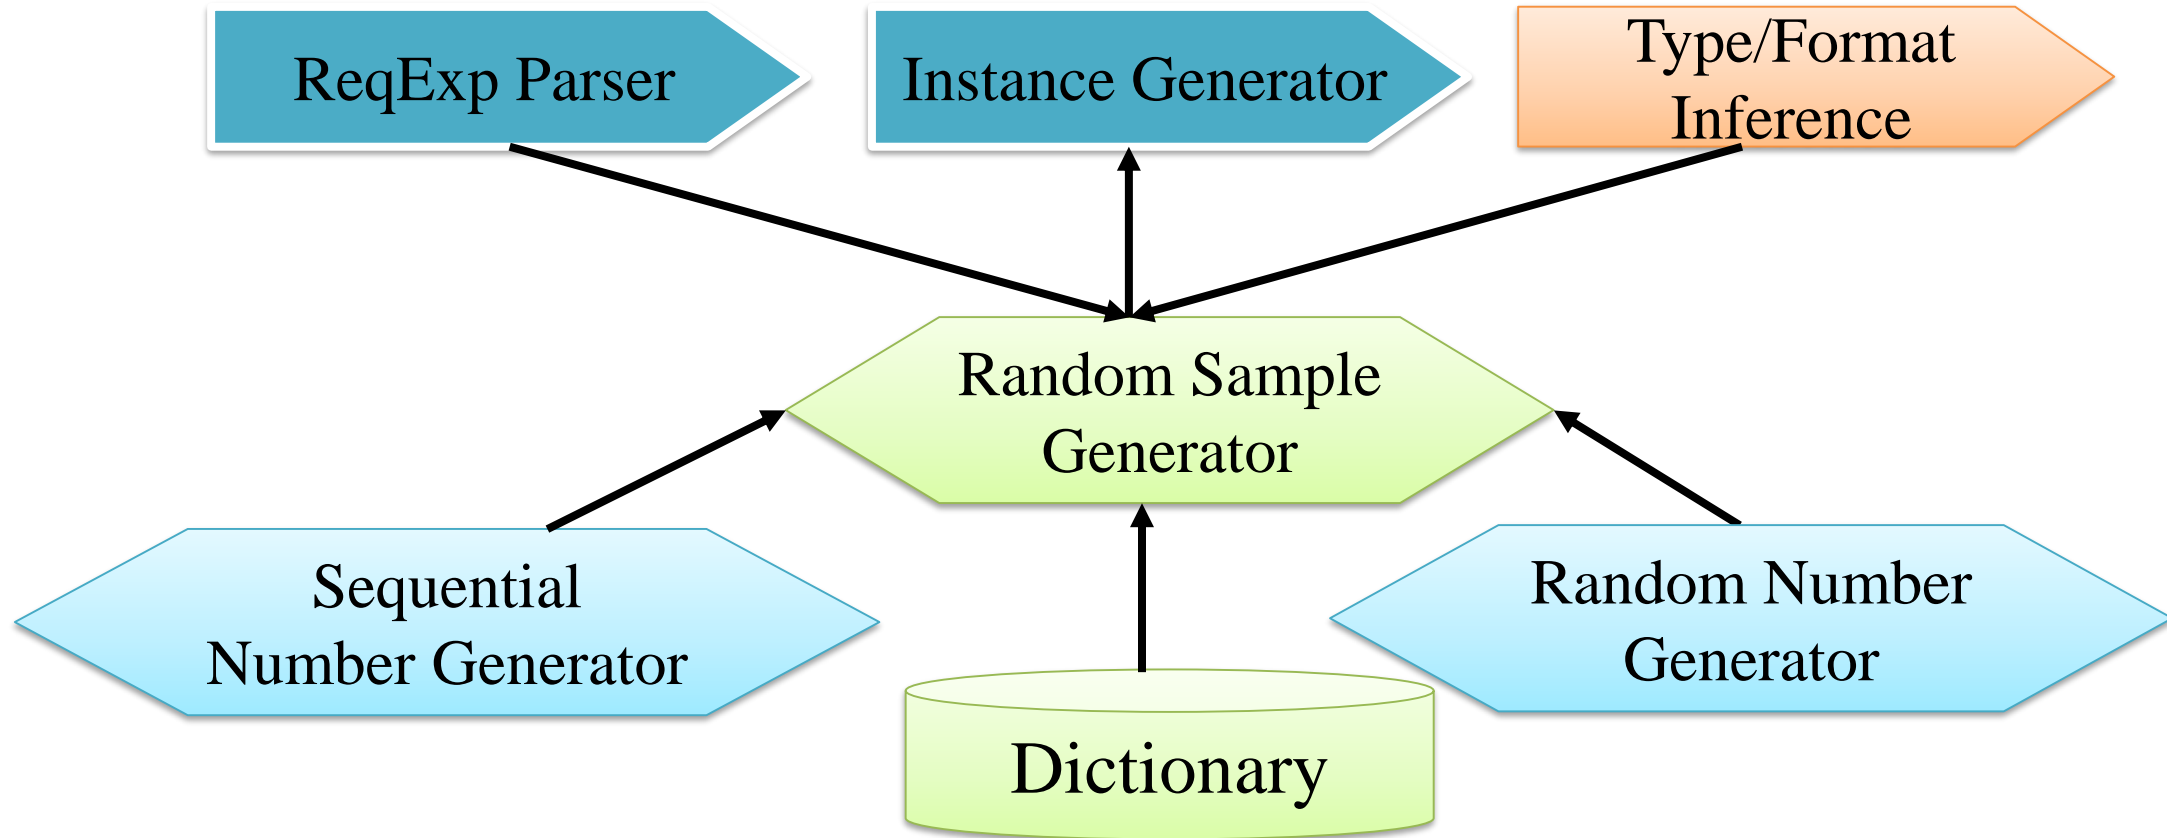 ReqExp Parser
Instance Generator
Type/Format
Inference
Random Sample
Generator
Sequential
Number Generator
Random Number
Generator
Dictionary